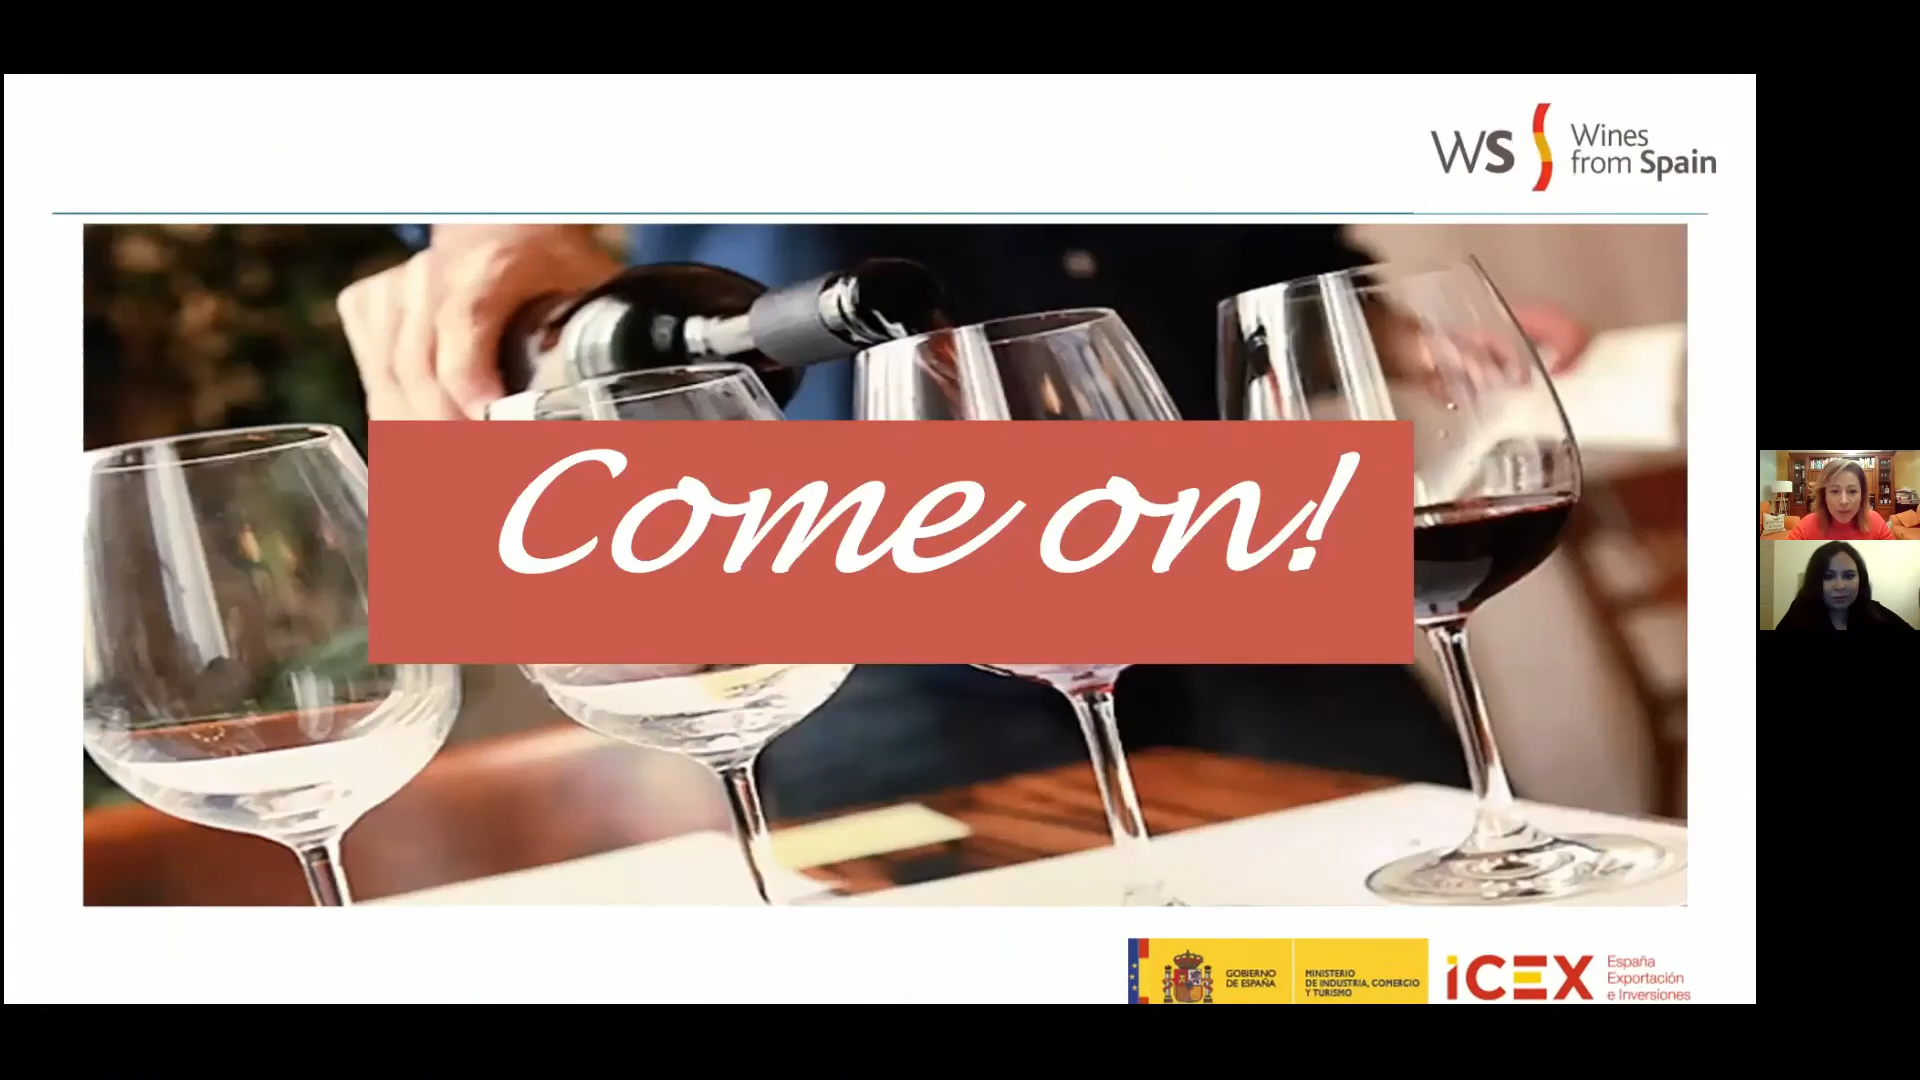 WS Wines
from Spain
Come on!
GOBIERNO
DE ESPAÑA
MINISTERIO
DE INDUSTRIA, COMERCIO
Y TURISMO
iCEX
España
Exportación
e Inversiones